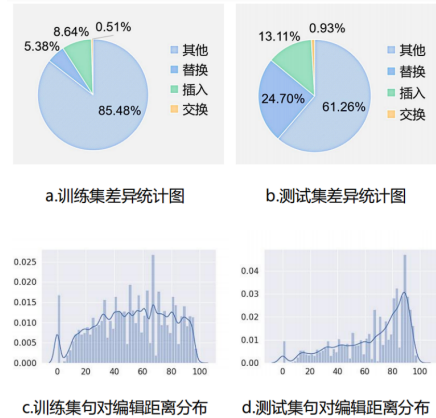 8.64% 0.51%
5.38%
85.48%
其他
替换
插入
交换
13.11% 0.93%
24.70%
61.26%
其他
替换
插入
交换
a.训练集差异统计图
b.测试集差异统计图
0.025
0.020
0.015
0.010
0.005
0.000
0 20 40 60 80 100
0.04
0.03
0.02
0.01
0.00
0 20 40 60 80 100
c.训练集句对编辑距离分布
d.测试集句对编辑距离分布